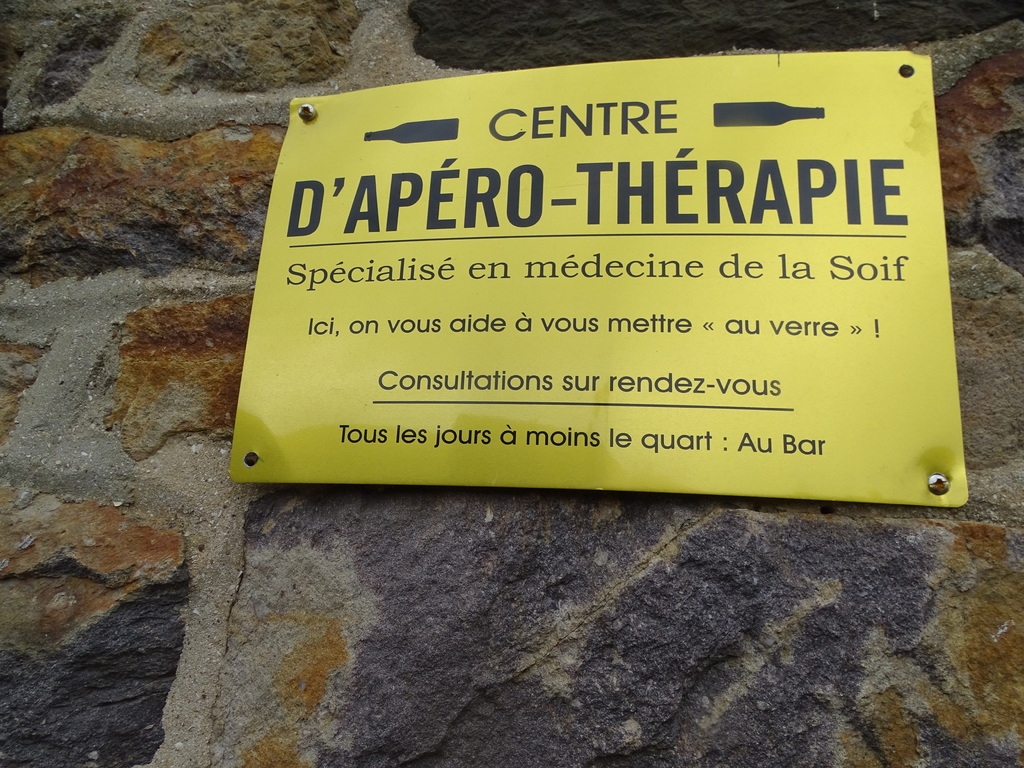 CENTRE
D'APÉRO-THÉRAPIE
Spécialisé en médecine de la Soif
Ici, on vous aide à vous mettre « au verre » !
Consultations sur rendez-vous
Tous les jours à moins le quart : Au Bar